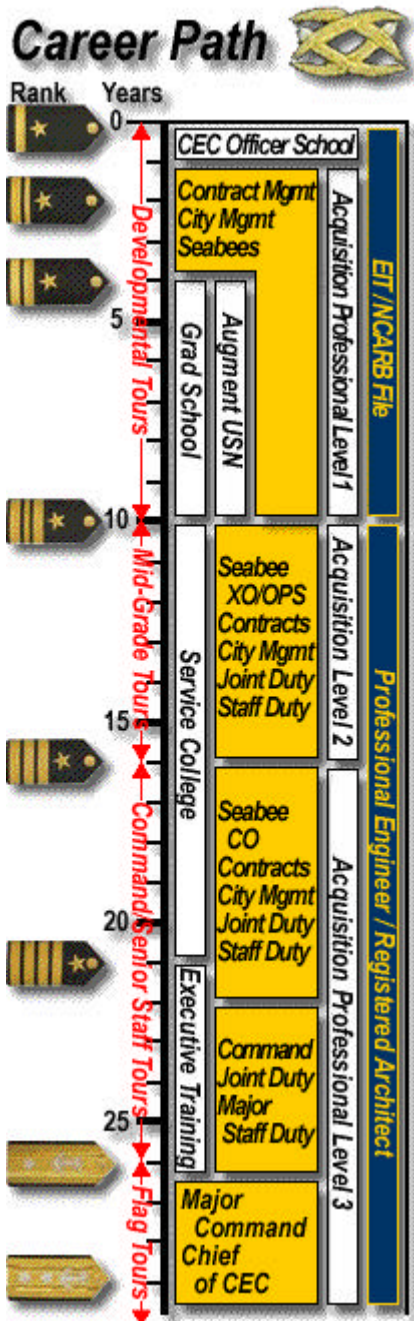 Career Path
Rank Years
0
5
10
15
20
25
Developmental Tours
Mid-Grade Tours
Command/Senior Staff Tours
Flag Tours
CEC Officer School
Contract Mgmt
City Mgmt
Seabees
Grad School
Augment USN
Acquisition Professional Level 1
EIT / NCARB File
Service College
Seabee
XO/OPS
Contracts
City Mgmt
Joint Duty
Staff Duty
Acquisition Level 2
Professional Engineer / Registered Architect
Seabee
CO
Contracts
City Mgmt
Joint Duty
Staff Duty
Acquisition Professional Level 3
Executive Training
Command
Joint Duty
Major
Staff Duty
Major
Command
Chief
of CEC